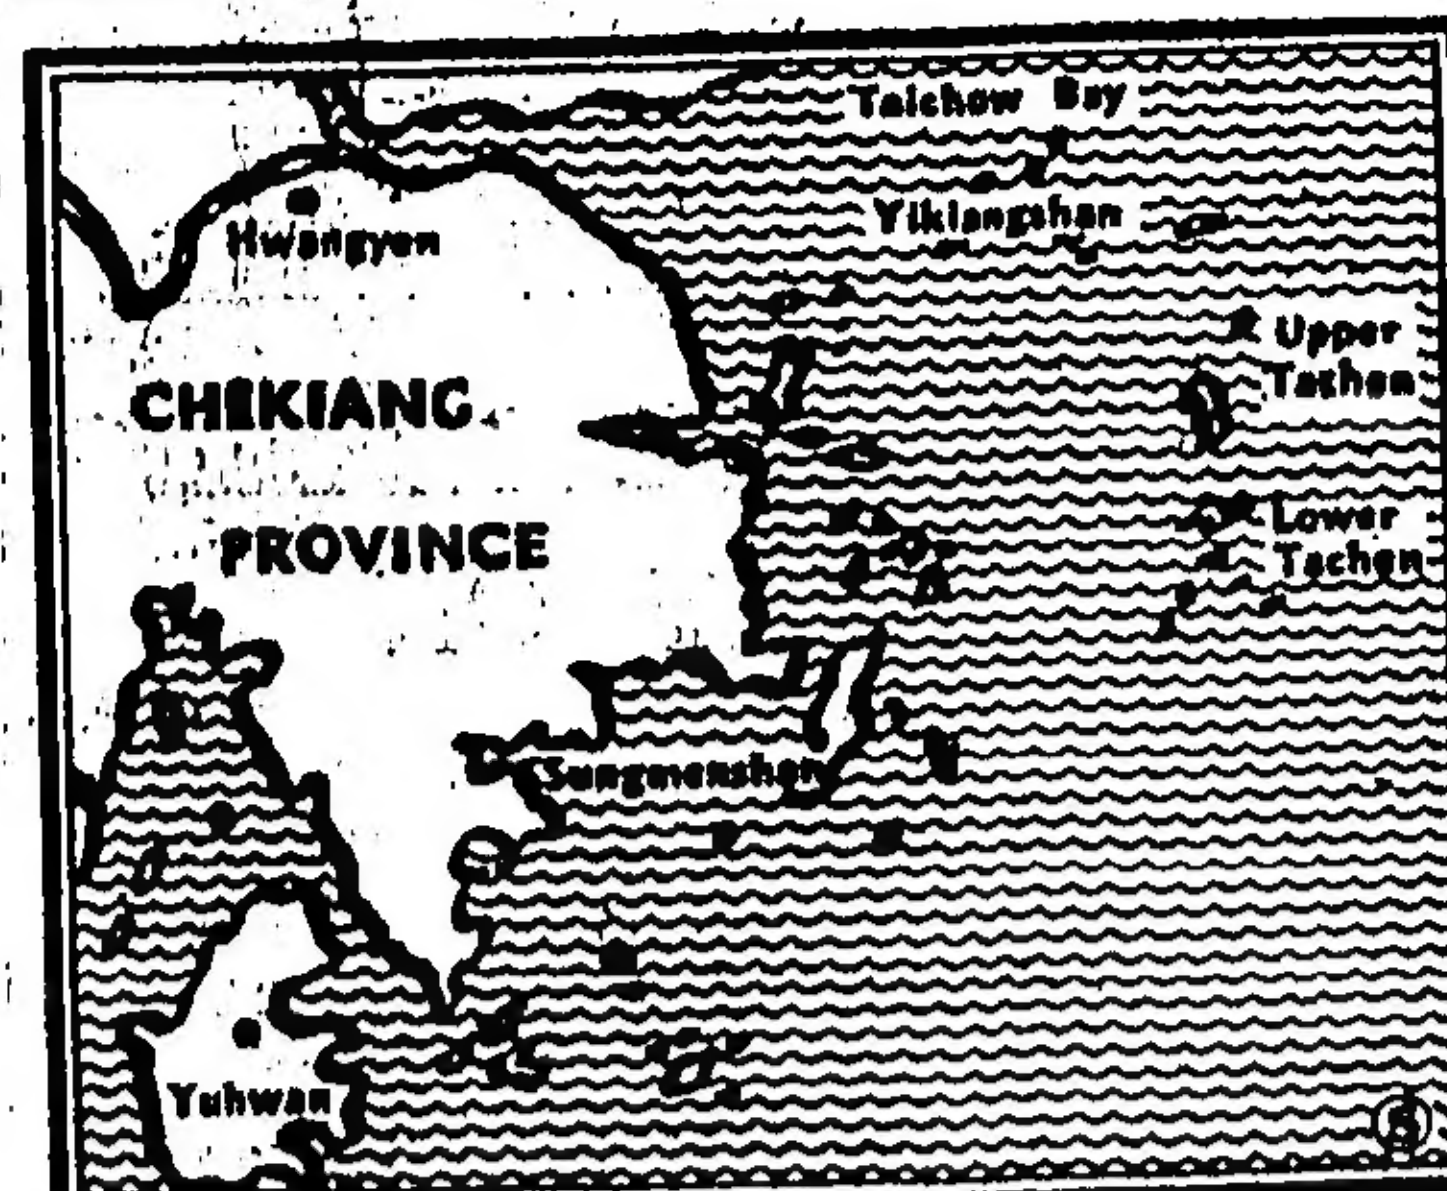 Taichow Bay
Yikiangshan
Hwangyen
Upper
Tachen
CHEKIANG
PROVINCE
Lower
Tachen
Sungmenshan
Yuhwan